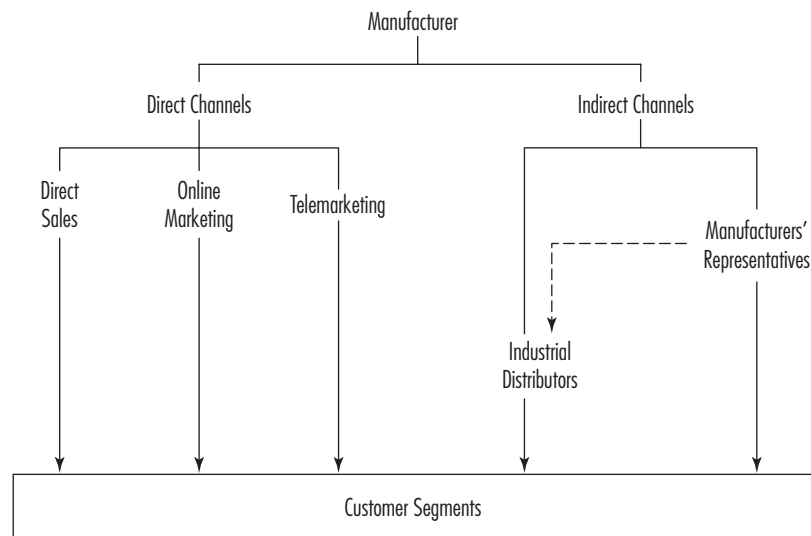 Manufacturer
Direct Channels
Indirect Channels
Direct
Sales
Online
Marketing
Telemarketing
Manufacturers’
Representatives
Industrial
Distributors
Customer Segments